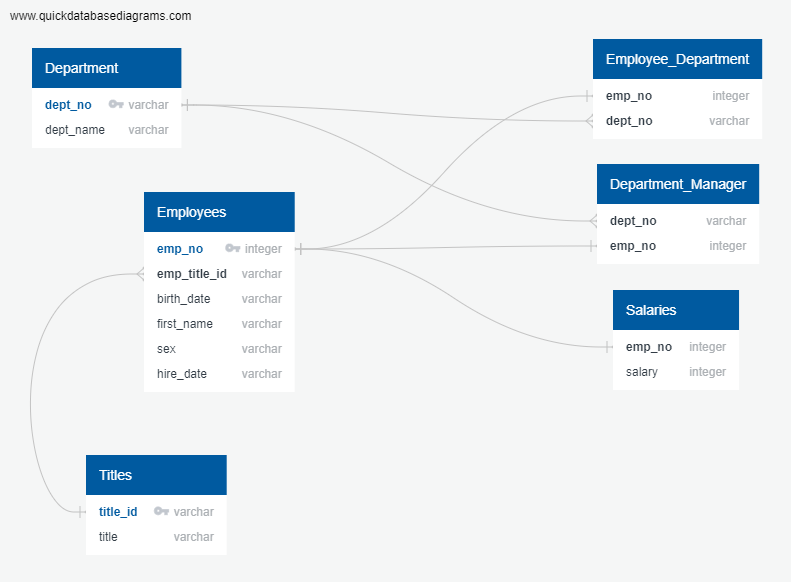 www.quickdatabasediagrams.com
Department
dept_no varchar
dept_name varchar
Employee_Department
emp_no integer
dept_no varchar
Department_Manager
dept_no varchar
emp_no integer
Employees
emp_no integer
emp_title_id varchar
birth_date varchar
first_name varchar
sex varchar
hire_date varchar
Salaries
emp_no integer
salary integer
Titles
title_id varchar
title varchar